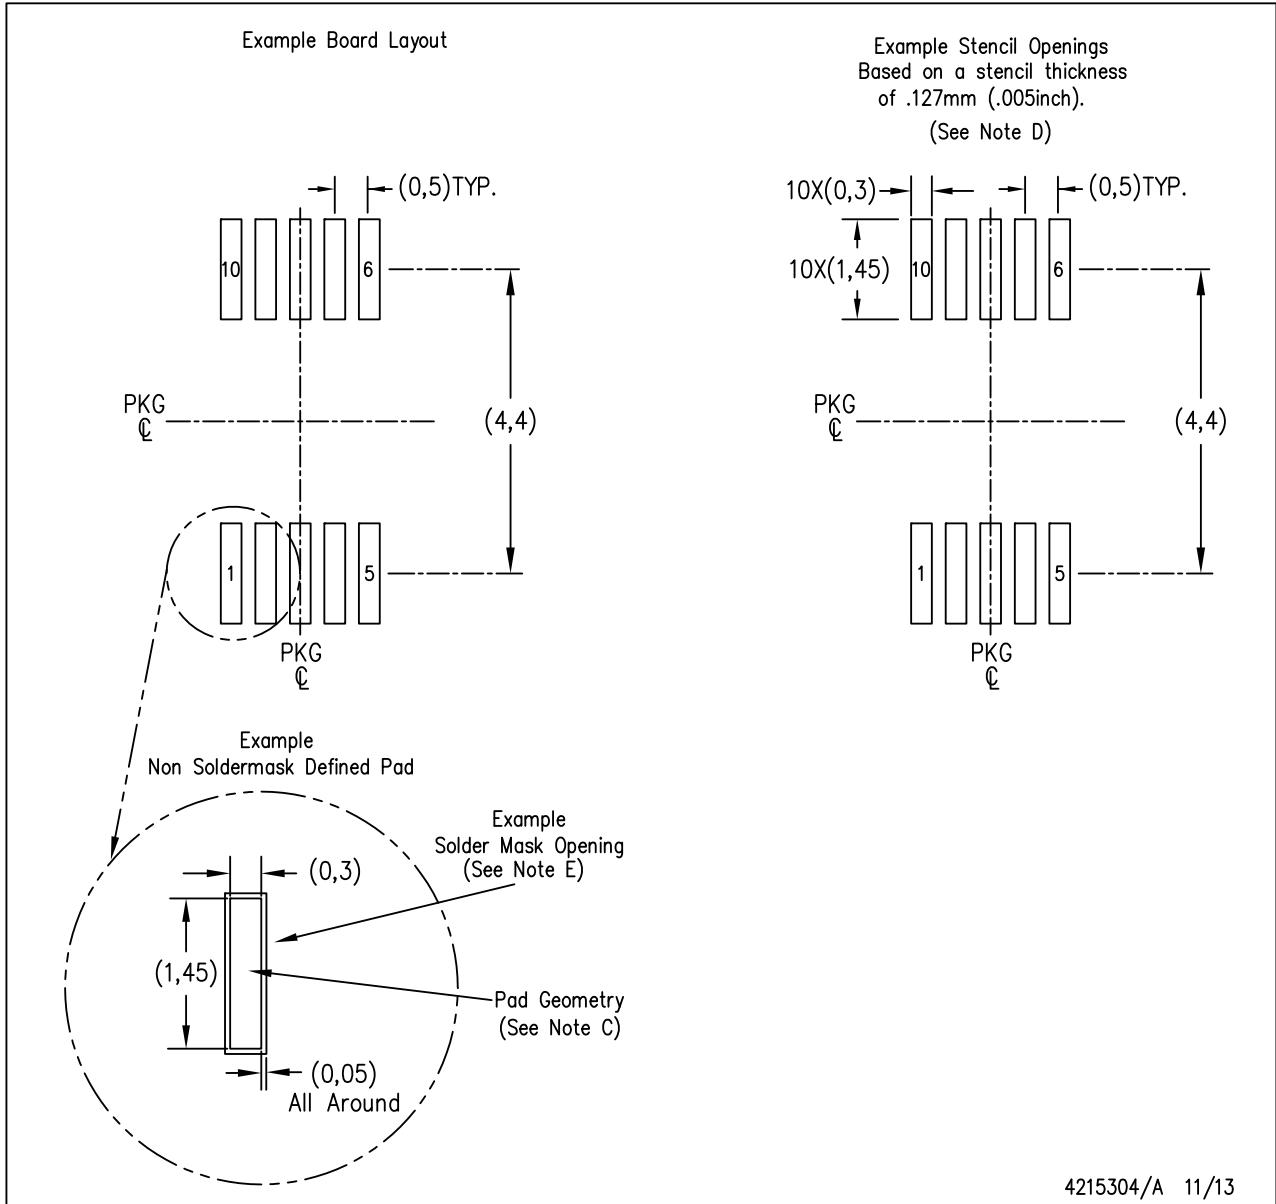 Example Board Layout
(0,5)TYP.
10
6
PKG
℄
(4,4)
1
5
PKG
℄
Example Stencil Openings
Based on a stencil thickness
of .127mm (.005inch).
(See Note D)
10X(0,3)
(0,5)TYP.
10X(1,45)
10
6
PKG
℄
(4,4)
1
5
PKG
℄
Example
Non Soldermask Defined Pad
Example
Solder Mask Opening
(See Note E)
(0,3)
(1,45)
Pad Geometry
(See Note C)
(0,05)
All Around
4215304/A 11/13